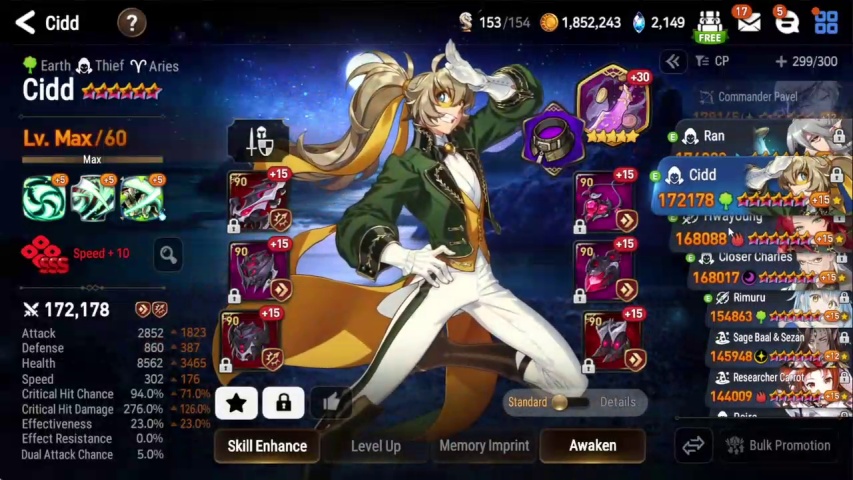 Cidd
?
153/154
1,852,243
2,149
FREE
17
5
Earth Thief Aries
Cidd
Lv. Max/60
Max
+5 +5 +5
Speed + 10
172,178
Attack 2852 1823
Defense 860 387
Health 8562 3465
Speed 302 176
Critical Hit Chance 94.0% 71.0%
Critical Hit Damage 276.0% 126.0%
Effectiveness 23.0% 23.0%
Effect Resistance 0.0%
Dual Attack Chance 5.0%
+30
90 +15
90 +15
90 +15
90 +15
90 +15
90 +15
Standard Details
Skill Enhance
Level Up
Memory Imprint
Awaken
CP
+ 299/300
Commander Pavel
Ran
Cidd
172178 +15
Hwayoung
168088 +15
Closer Charles
168017 +15
Rimuru
154863 +15
Sage Baal & Sezan
145948 +12
Researcher Carrot
144009 +15
Bulk Promotion